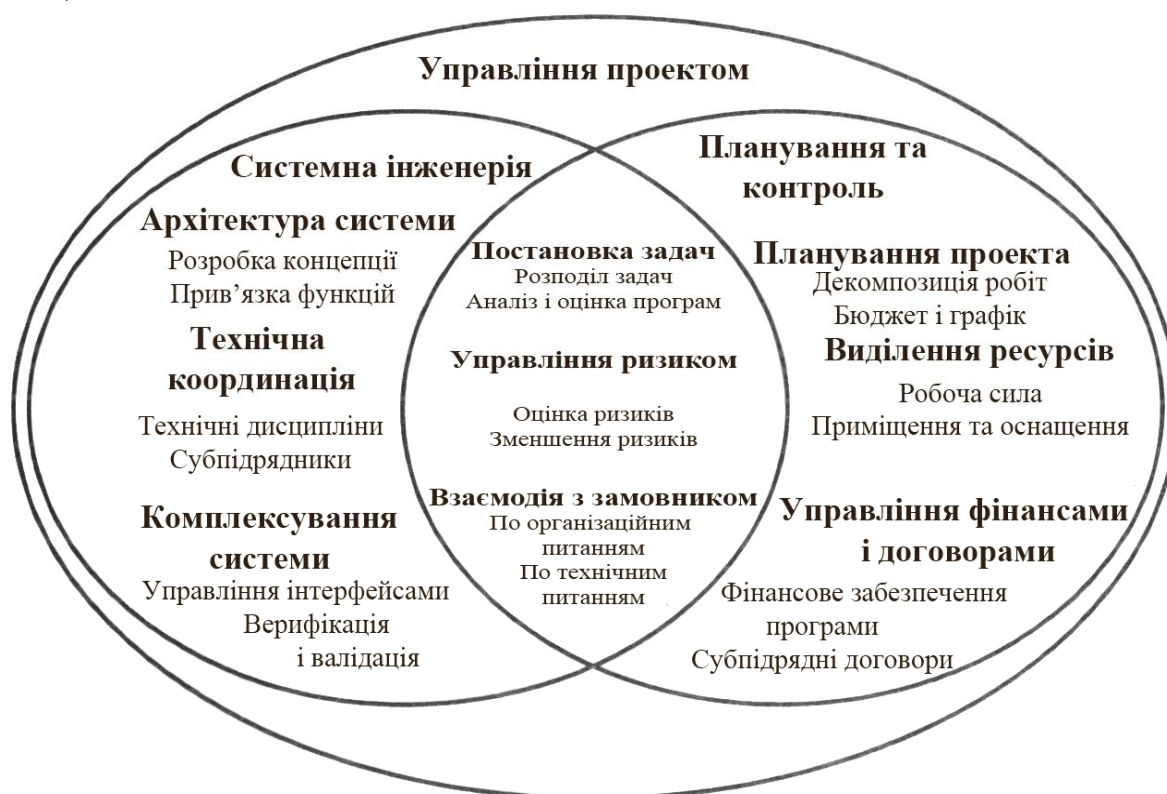 Управління проектом
Системна інженерія
Архітектура системи
Розробка концепції
Прив’язка функцій
Технічна
координація
Технічні дисципліни
Субпідрядники
Комплексування
системи
Управління інтерфейсами
Верифікація
і валідація
Постановка задач
Розподіл задач
Аналіз і оцінка програм
Управління ризиком
Оцінка ризиків
Зменшення ризиків
Взаємодія з замовником
По організаційним
питанням
По технічним
питанням
Планування та
контроль
Планування проекта
Декомпозиція робіт
Бюджет і графік
Виділення ресурсів
Робоча сила
Приміщення та оснащення
Управління фінансами
і договорами
Фінансове забезпечення
програми
Субпідрядні договори